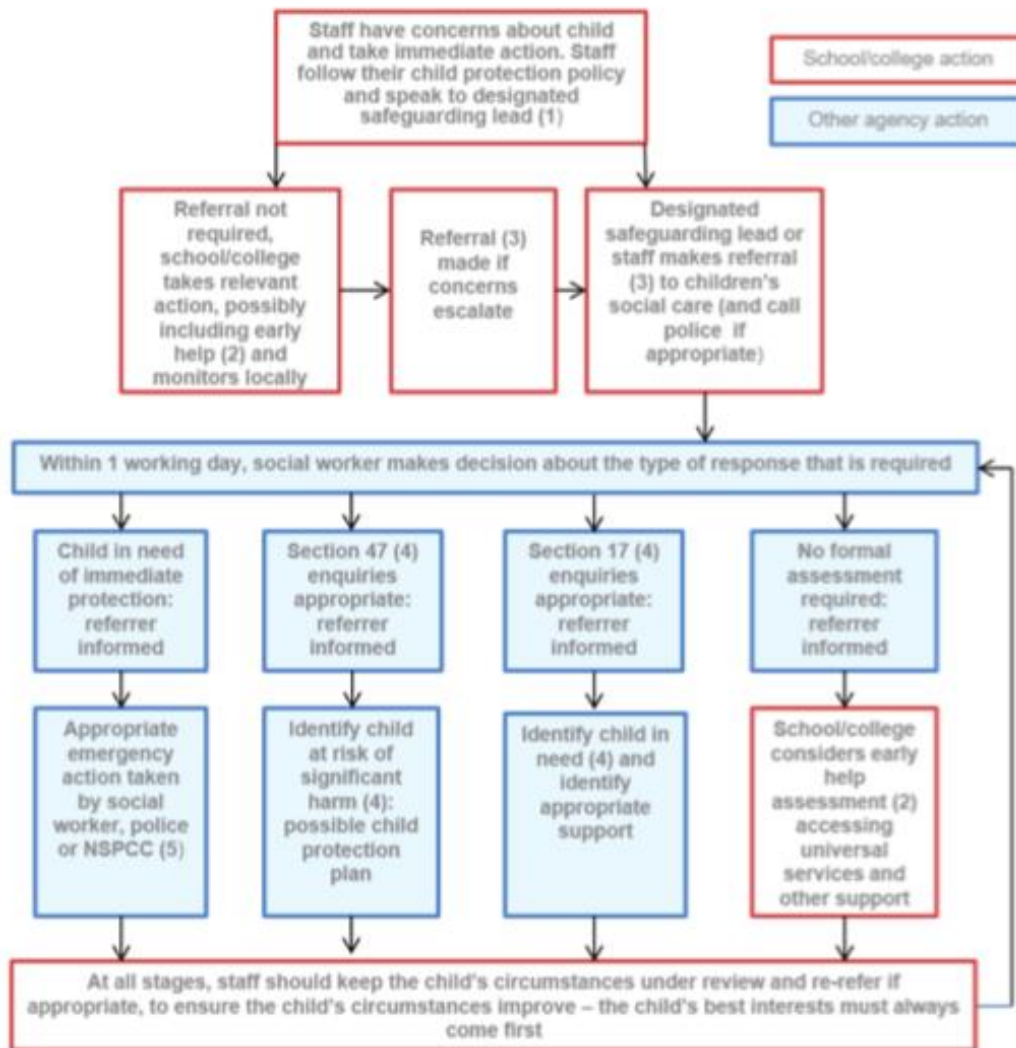 Staff have concerns about child
and take immediate action. Staff
follow their child protection policy
and speak to designated
safeguarding lead (1)
School/college action
Other agency action
Referral not
required,
school/college
takes relevant
action, possibly
including early
help (2) and
monitors locally
Referral (3)
made if
concerns
escalate
Designated
safeguarding lead or
staff makes referral
(3) to children's
social care (and call
police if
appropriate)
Within 1 working day, social worker makes decision about the type of response that is required
Child in need
of immediate
protection:
referrer
informed
Section 47 (4)
enquiries
appropriate:
referrer
informed
Section 17 (4)
enquiries
appropriate:
referrer
informed
No formal
assessment
required:
referrer
informed
Appropriate
emergency
action taken
by social
worker, police
or NSPCC (5)
Identify child
at risk of
significant
harm (4):
possible child
protection
plan
Identify child in
need (4) and
identify
appropriate
support
School/college
considers early
help
assessment (2)
accessing
universal
services and
other support
At all stages, staff should keep the child's circumstances under review and re-refer if
appropriate, to ensure the child's circumstances improve – the child's best interests must always
come first